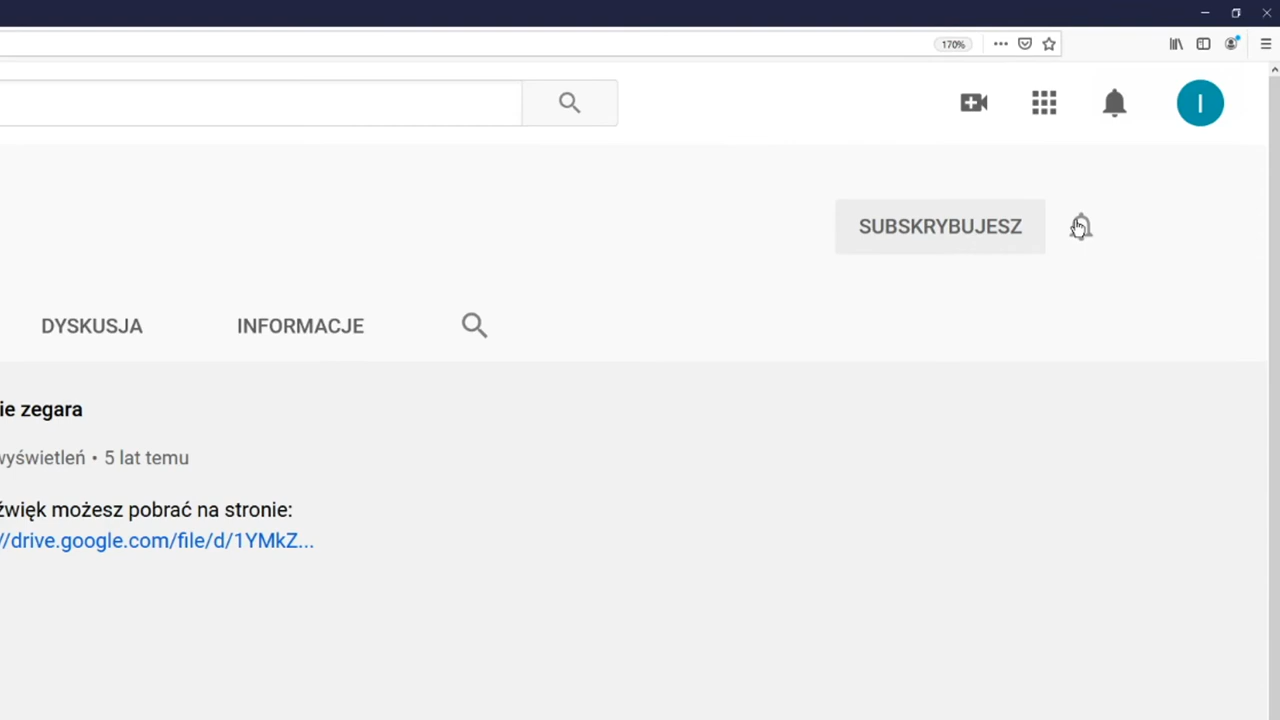 170%
I
SUBSKRYBUJESZ
DYSKUSJA INFORMACJE
ie zegara
wyświetleń • 5 lat temu
źwięk możesz pobrać na stronie:
//drive.google.com/file/d/1YMkZ...